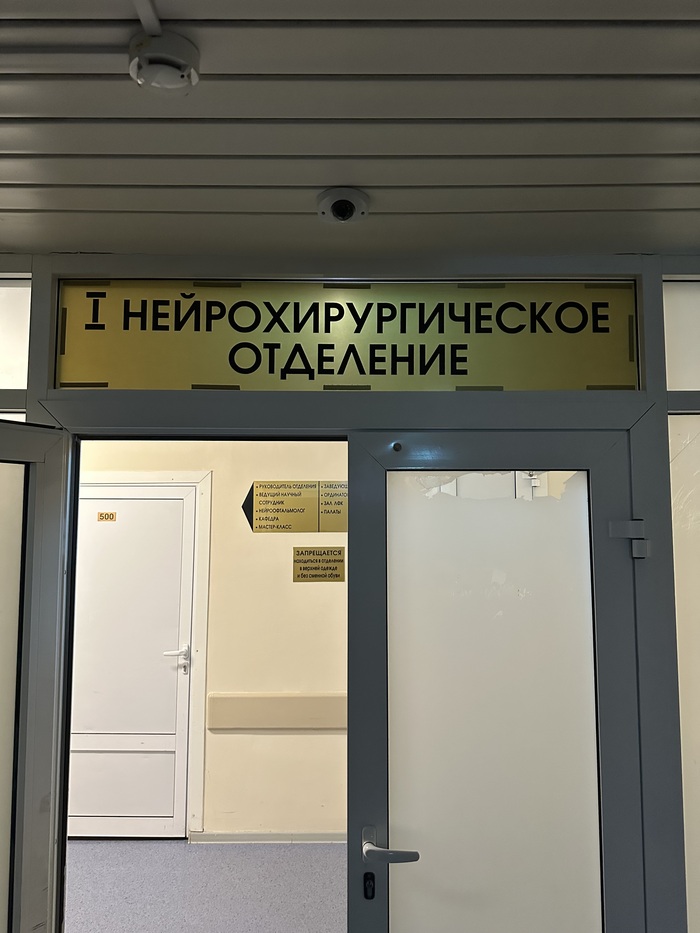 I НЕЙРОХИРУРГИЧЕСКОЕ
ОТДЕЛЕНИЕ
500
• РУКОВОДИТЕЛЬ ОТДЕЛЕНИЯ
• ВЕДУЩИЙ НАУЧНЫЙ
СОТРУДНИК
• НЕЙРООФТАЛЬМОЛОГ
• КАФЕДРА
• МАСТЕР-КЛАСС
• ЗАЛ ЛФК
• ПАЛАТЫ
ЗАПРЕЩАЕТСЯ
находиться в отделении
в верхней одежде
и без сменной обуви